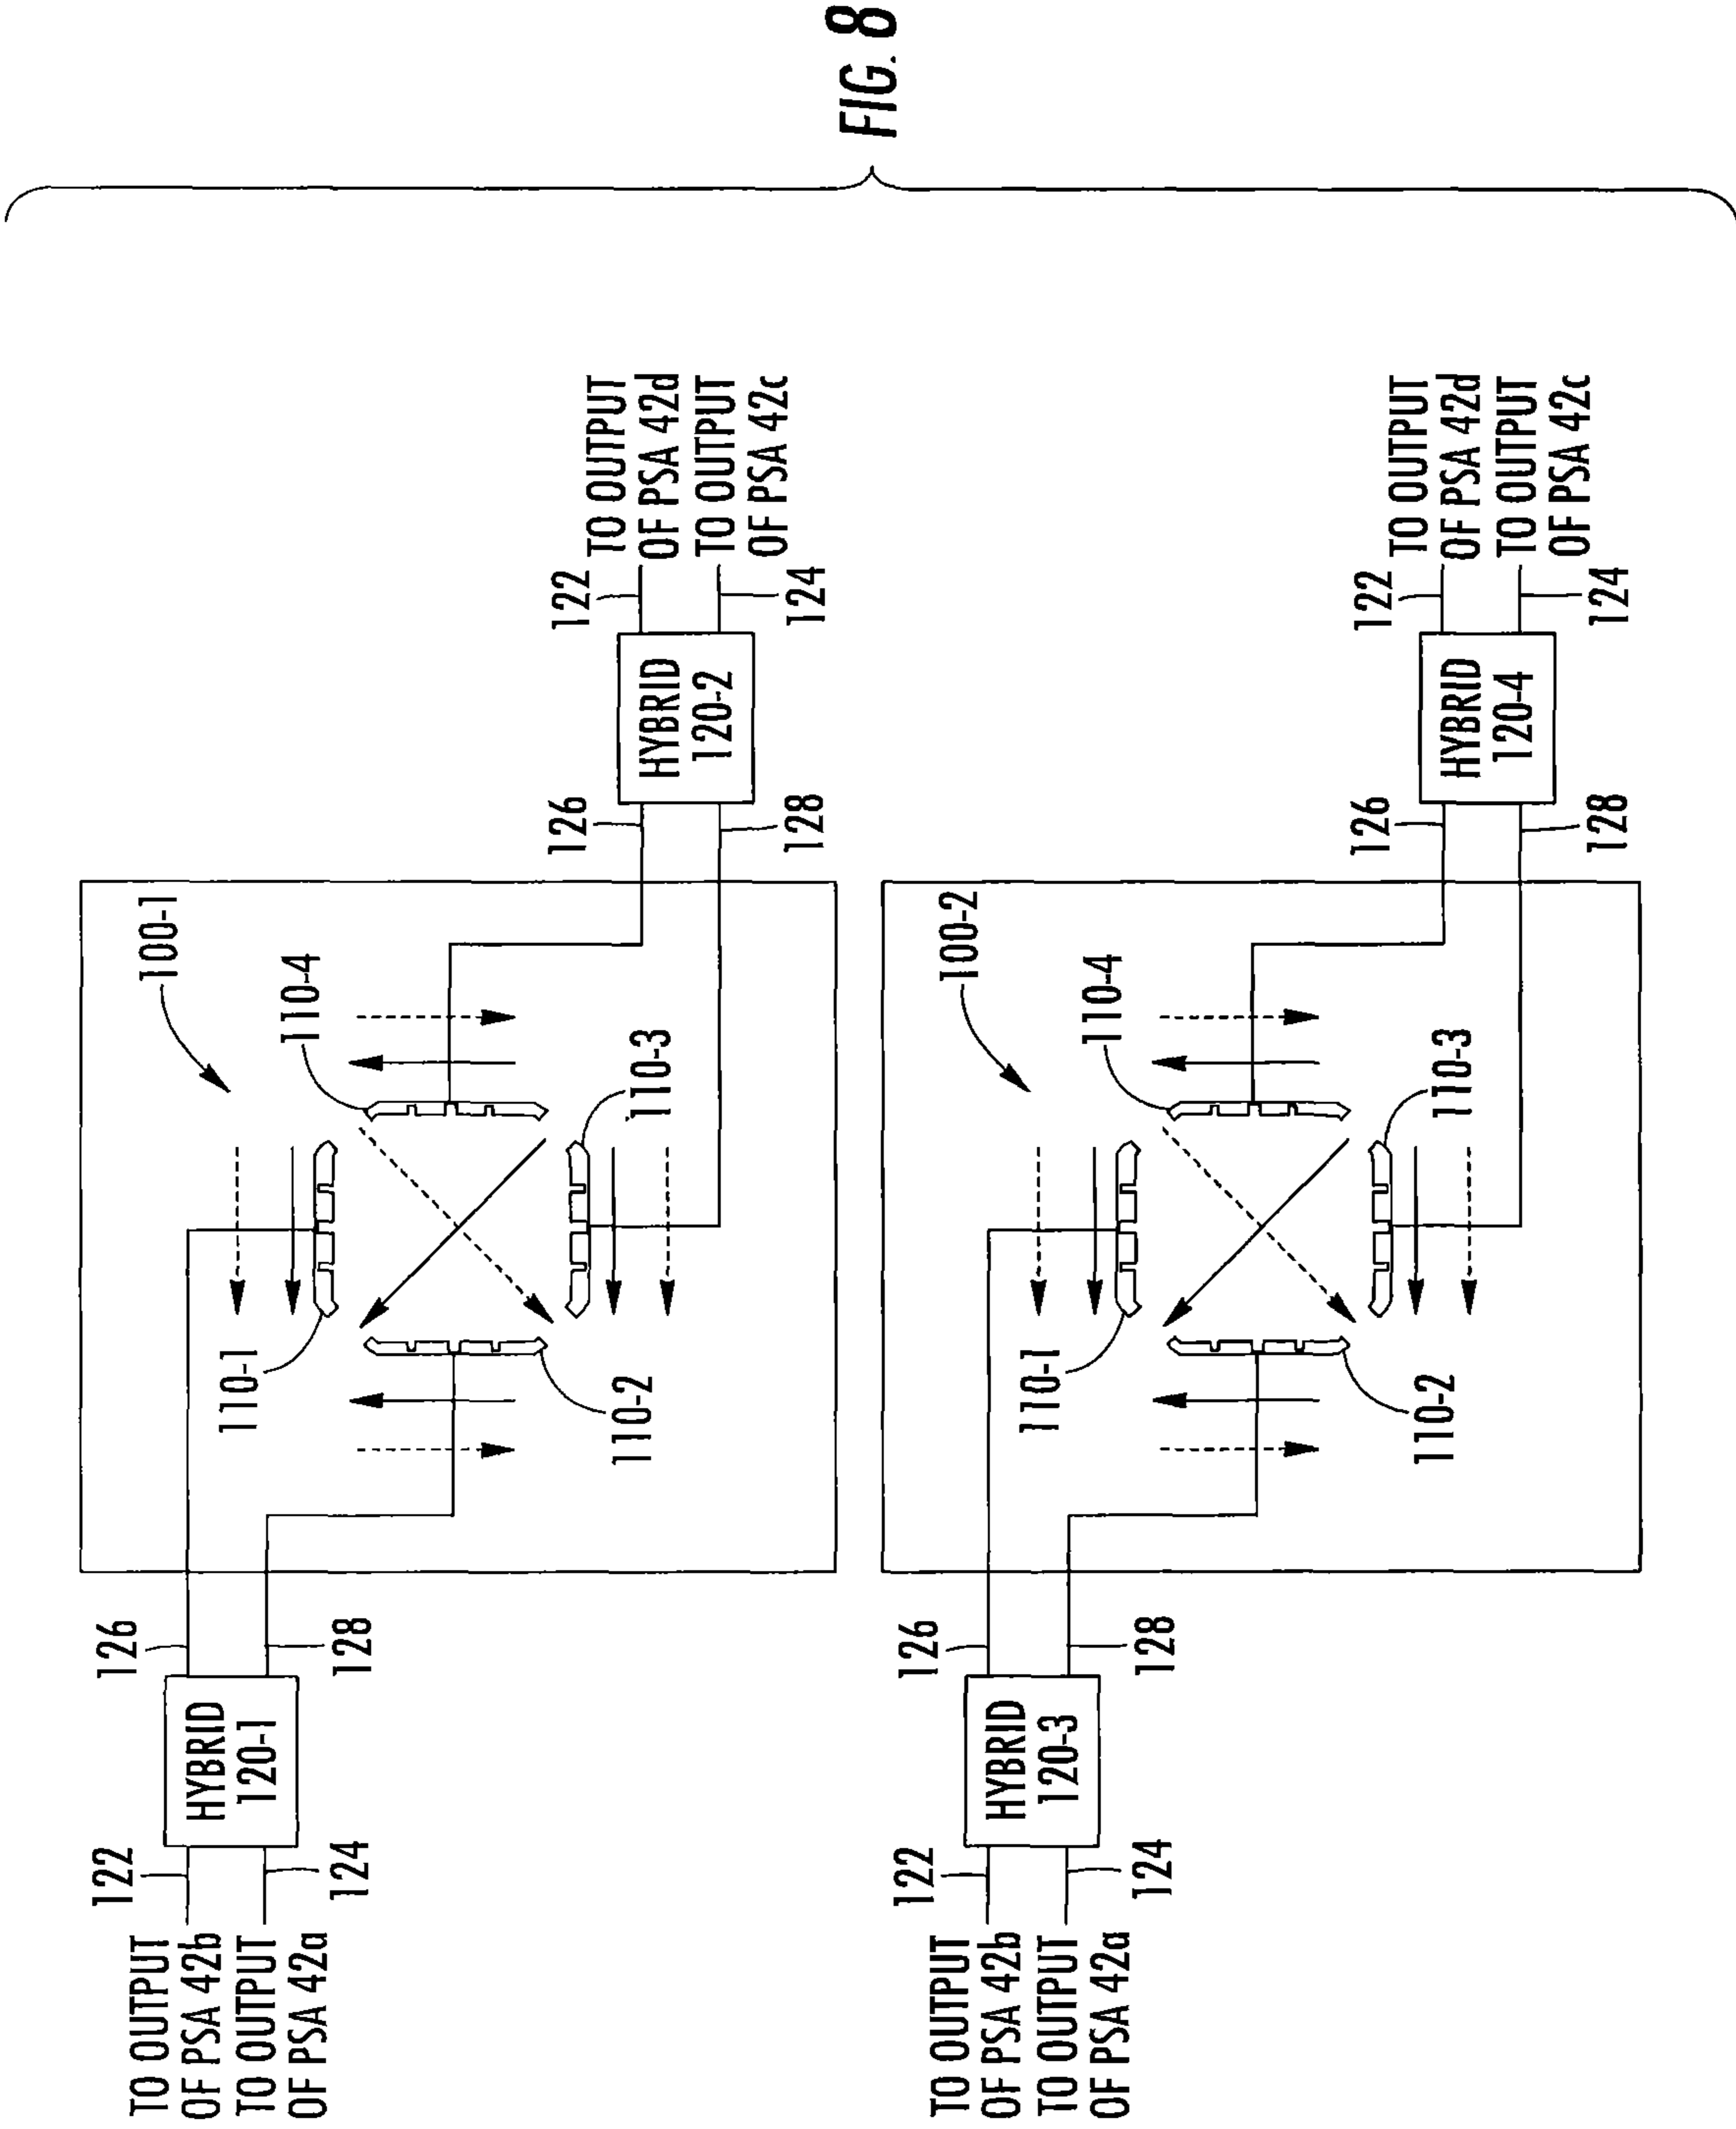 TO OUTPUT
OF PSA 42b
TO OUTPUT
OF PSA 42a
122
124
HYBRID
120-1
126
128
110-1
110-2
100-1
110-4
110-3
126
128
HYBRID
120-2
122
124
TO OUTPUT
OF PSA 42d
TO OUTPUT
OF PSA 42c
TO OUTPUT
OF PSA 42b
TO OUTPUT
OF PSA 42a
122
124
HYBRID
120-3
126
128
110-1
110-2
100-2
110-4
110-3
126
128
HYBRID
120-4
122
124
TO OUTPUT
OF PSA 42d
TO OUTPUT
OF PSA 42c
FIG. 8